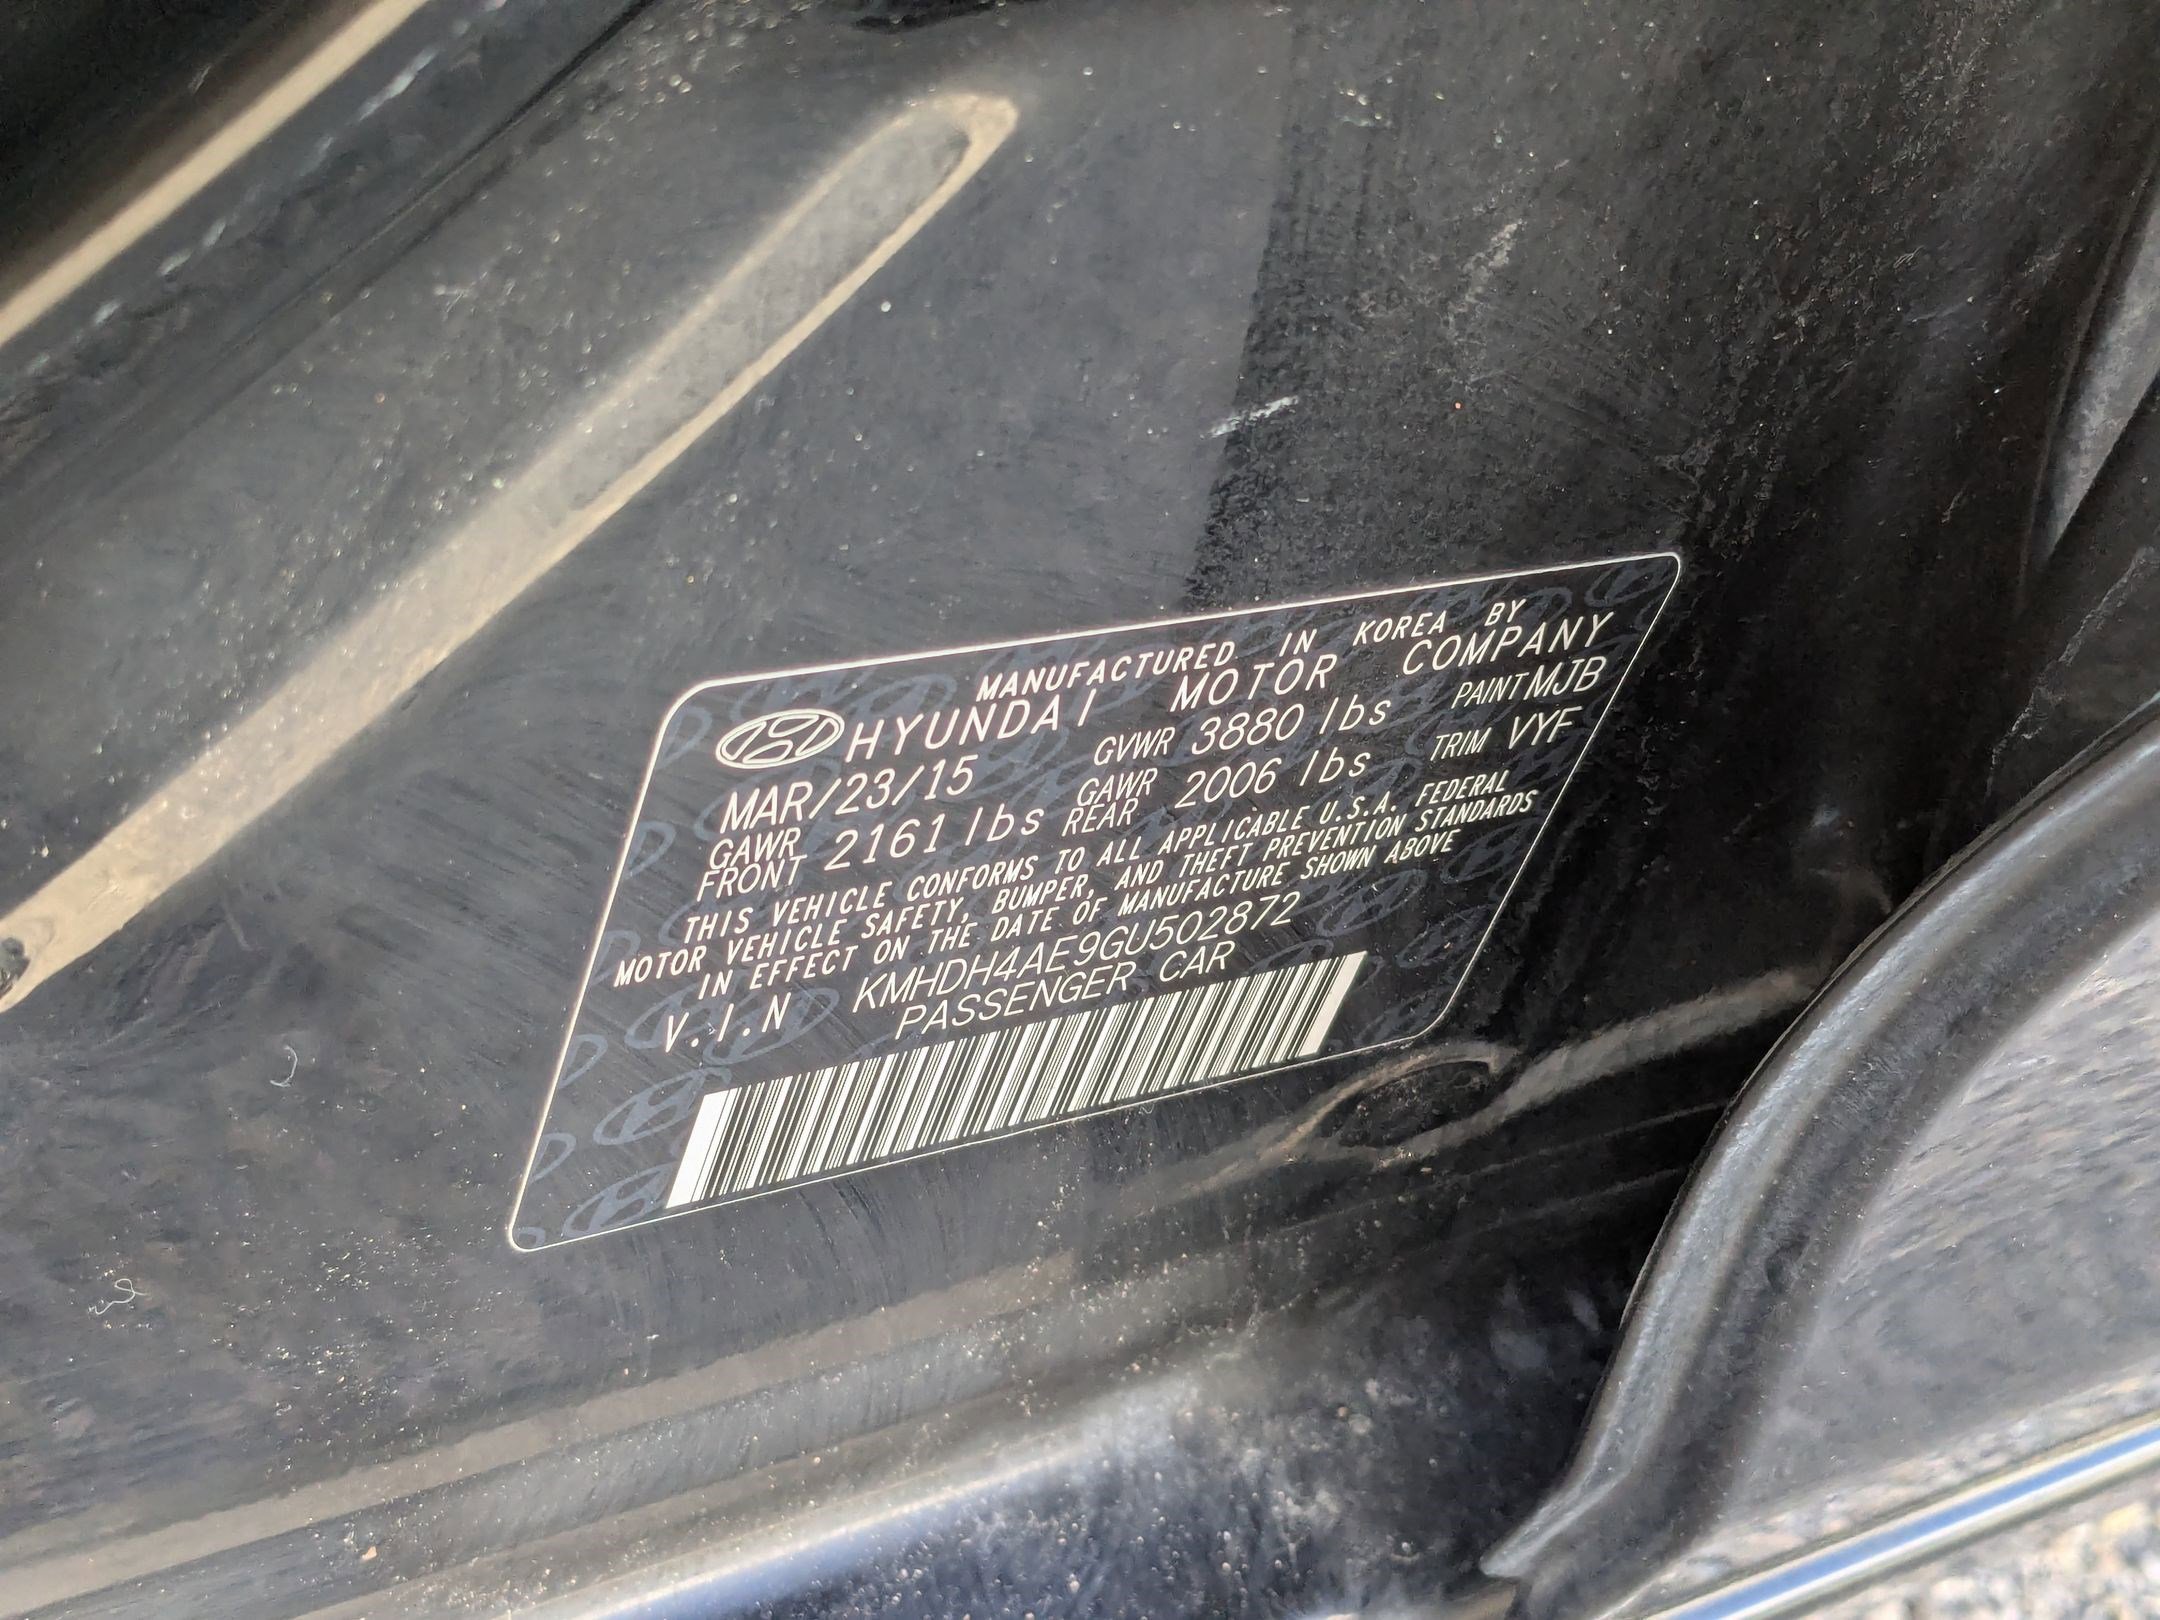 MANUFACTURED IN KOREA BY
HYUNDAI MOTOR COMPANY
MAR/23/15 GVWR 3880 lbs PAINT MJB
GAWR FRONT 2161 lbs GAWR REAR 2006 lbs TRIM VYF
THIS VEHICLE CONFORMS TO ALL APPLICABLE U.S.A. FEDERAL
MOTOR VEHICLE SAFETY, BUMPER, AND THEFT PREVENTION STANDARDS
IN EFFECT ON THE DATE OF MANUFACTURE SHOWN ABOVE
V.I.N KMHDH4AE9GU502872
PASSENGER CAR